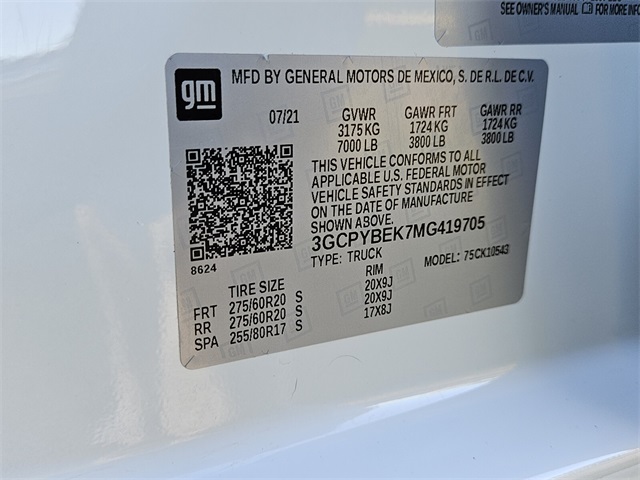 SEE OWNER'S MANUAL FOR MORE INFO
gm
MFD BY GENERAL MOTORS DE MEXICO, S. DE R.L. DE C.V.
07/21 GVWR GAWR FRT GAWR RR
3175 KG 1724 KG 1724 KG
7000 LB 3800 LB 3800 LB
THIS VEHICLE CONFORMS TO ALL
APPLICABLE U.S. FEDERAL MOTOR
VEHICLE SAFETY STANDARDS IN EFFECT
ON THE DATE OF MANUFACTURE
SHOWN ABOVE.
3GCPYBEK7MG419705
8624
TYPE: TRUCK MODEL: 75CK10543
TIRE SIZE RIM
FRT 275/60R20 S 20X9J
RR 275/60R20 S 20X9J
SPA 255/80R17 S 17X8J